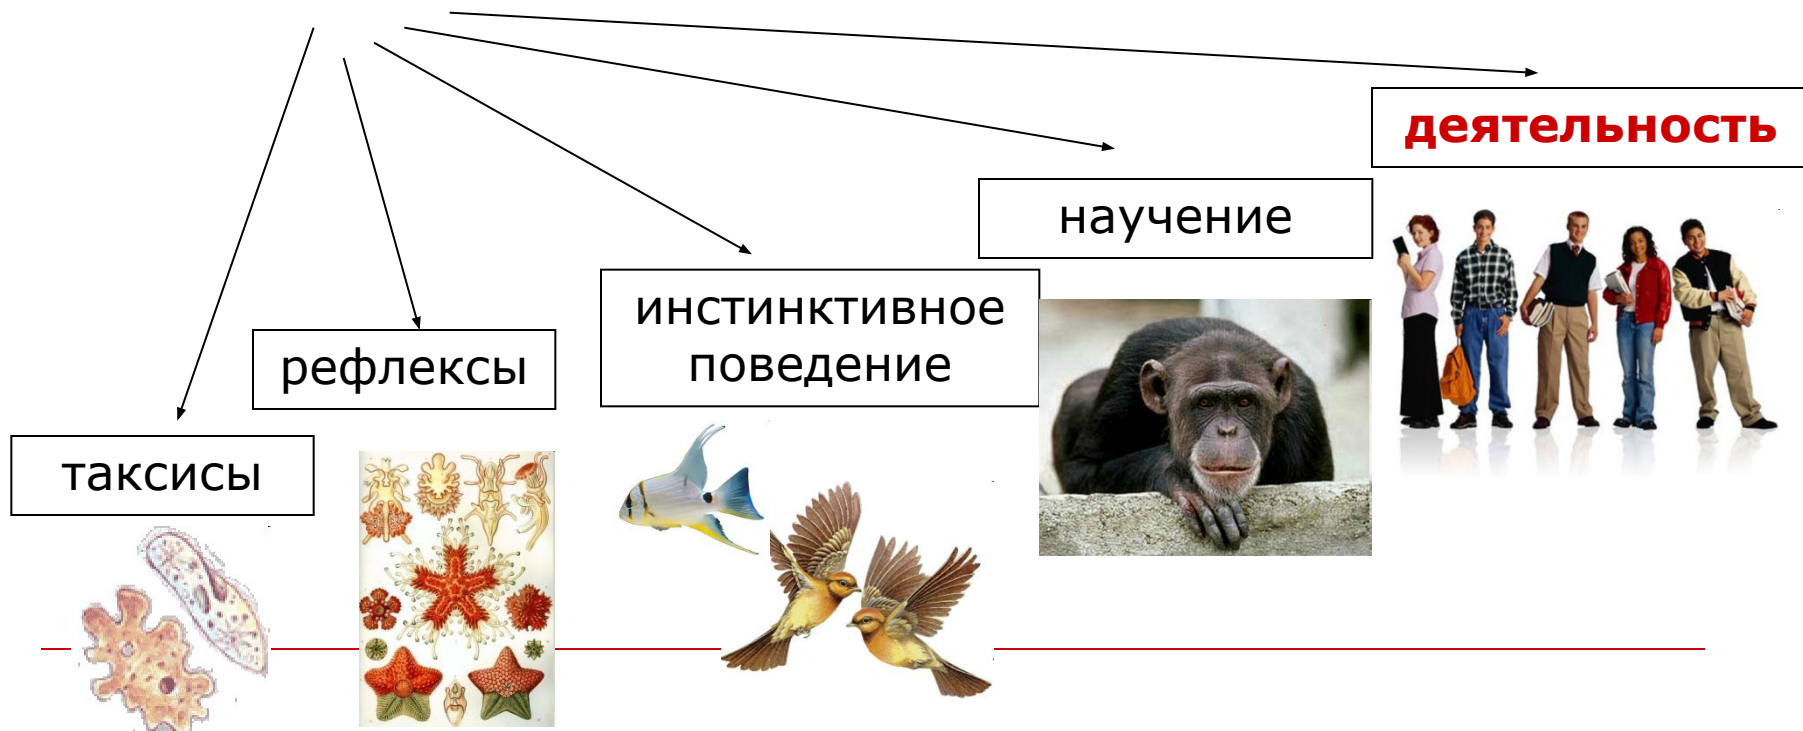 деятельность
научение
инстинктивное
поведение
рефлексы
таксисы